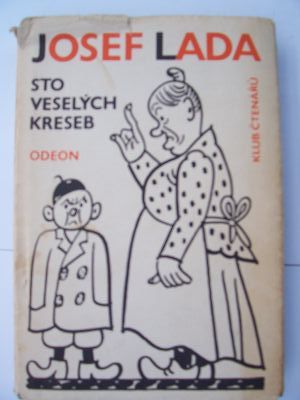 JOSEF LADA
STO
VESELÝCH
KRESEB
ODEON
KLUB ČTENÁŘŮ